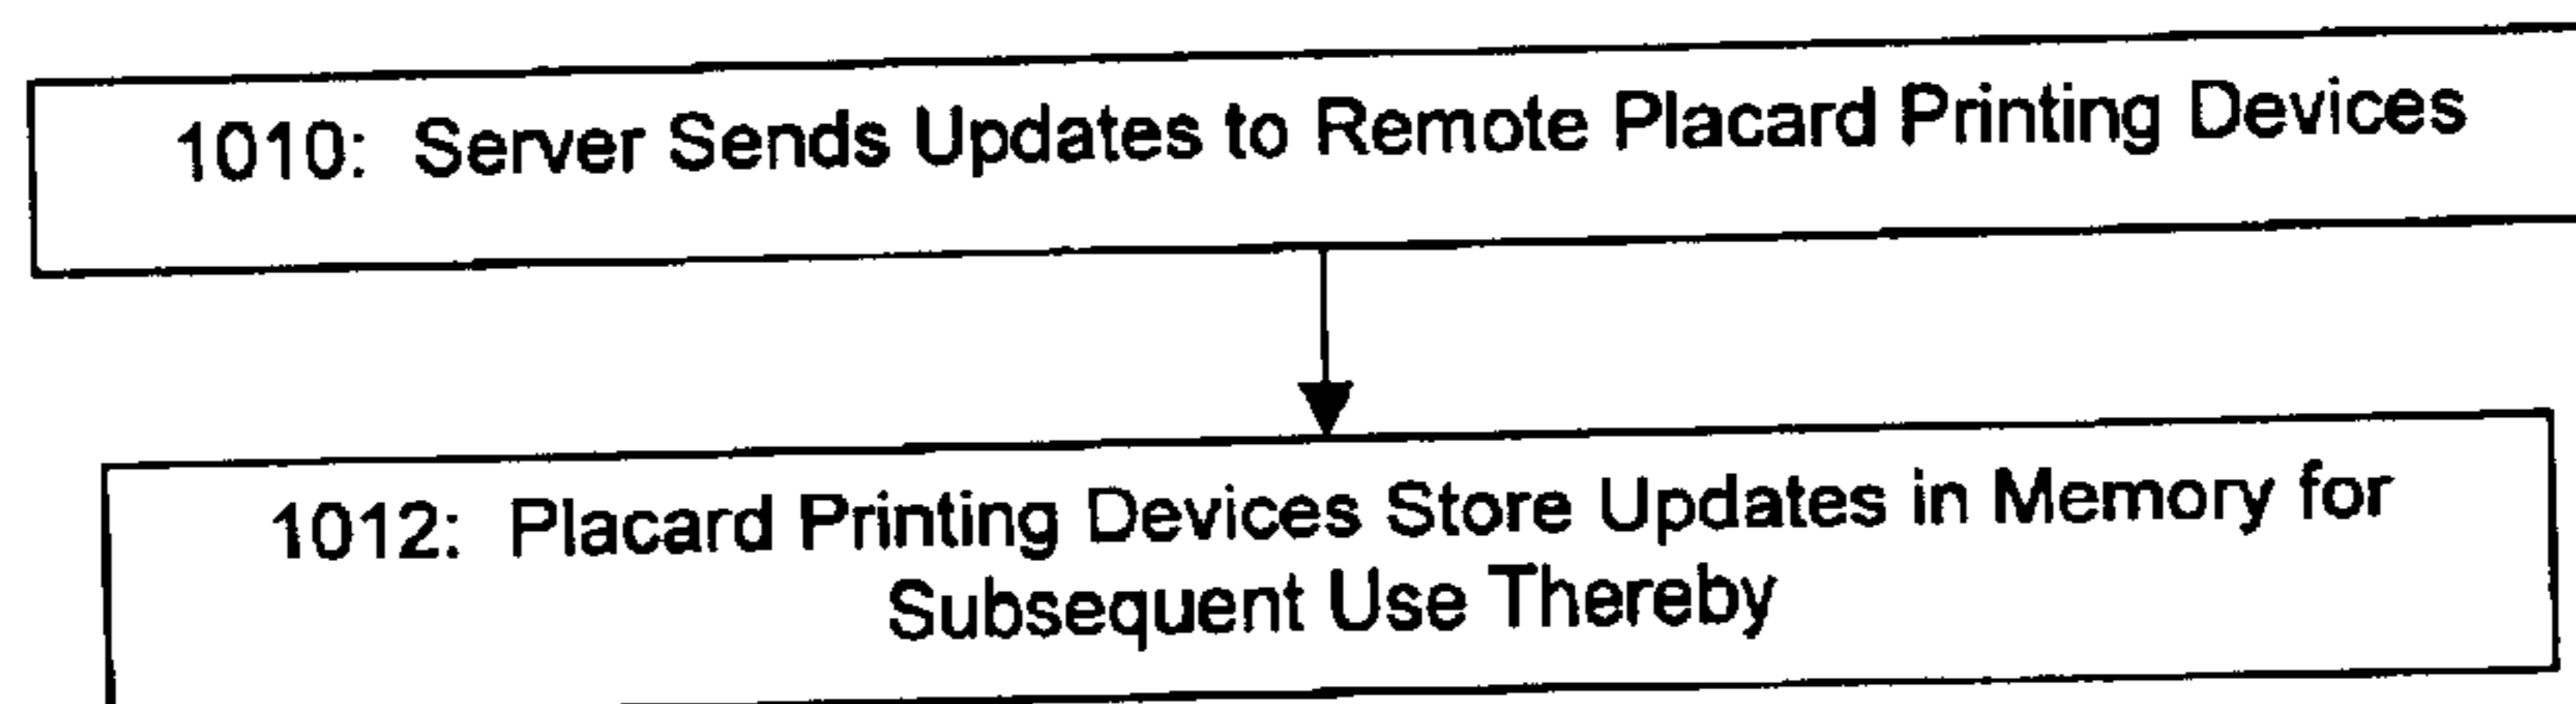 1010: Server Sends Updates to Remote Placard Printing Devices
1012: Placard Printing Devices Store Updates in Memory for
Subsequent Use Thereby